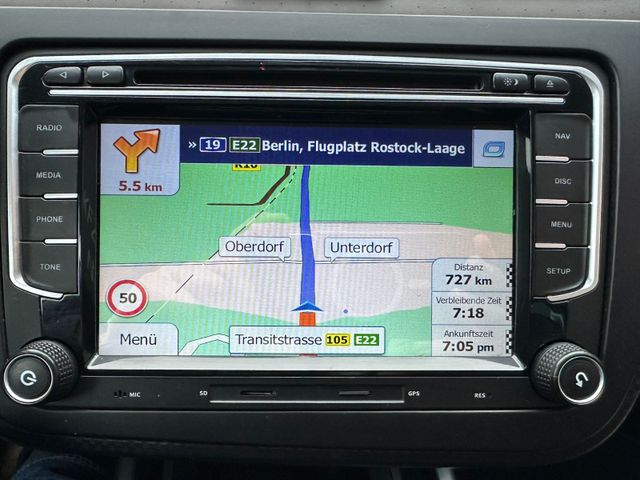 RADIO
MEDIA
PHONE
TONE
5.5 km
» 19 E22 Berlin, Flugplatz Rostock-Laage
Oberdorf
Unterdorf
50
Menü
Transitstrasse 105 E22
Distanz
727 km
Verbleibende Zeit
7:18
Ankunftszeit
7:05 pm
NAV
DISC
MENU
SETUP
MIC
SD
GPS
RES